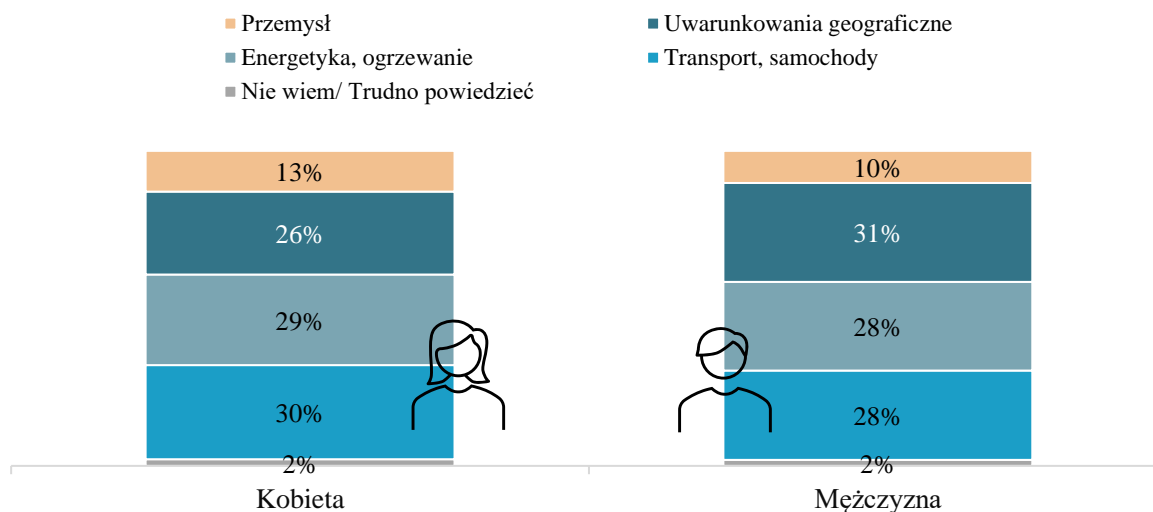 Przemysł
Uwarunkowania geograficzne
Energetyka, ogrzewanie
Transport, samochody
Nie wiem/ Trudno powiedzieć
13%
10%
26%
31%
29%
28%
30%
28%
2%
2%
Kobieta
Mężczyzna